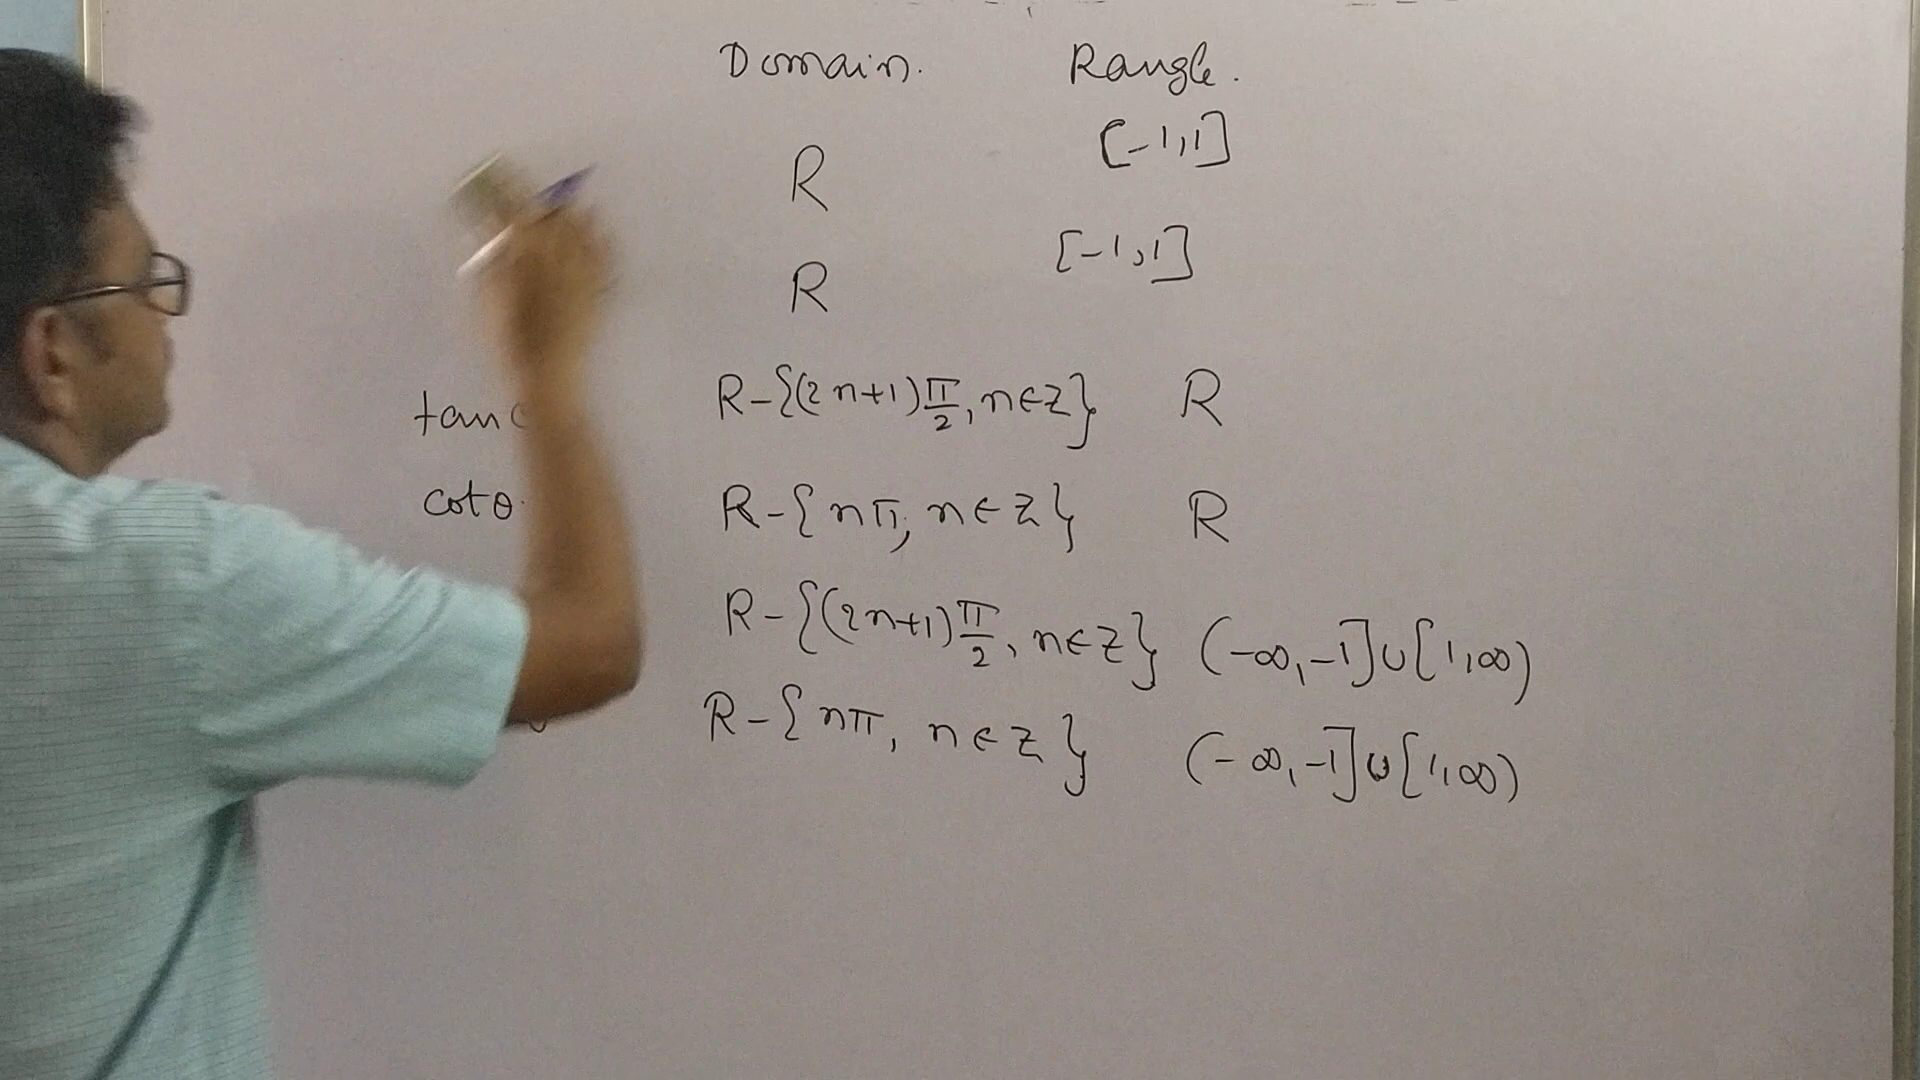 Domain. Range.
R [-1,1]
R [-1,1]
tan R-{(2n+1)π/2, n∈z} R
cotθ R-{nπ, n∈z} R
R-{(2n+1)π/2, n∈z} (-∞,-1]∪[1,∞)
R-{nπ, n∈z} (-∞,-1]∪[1,∞)